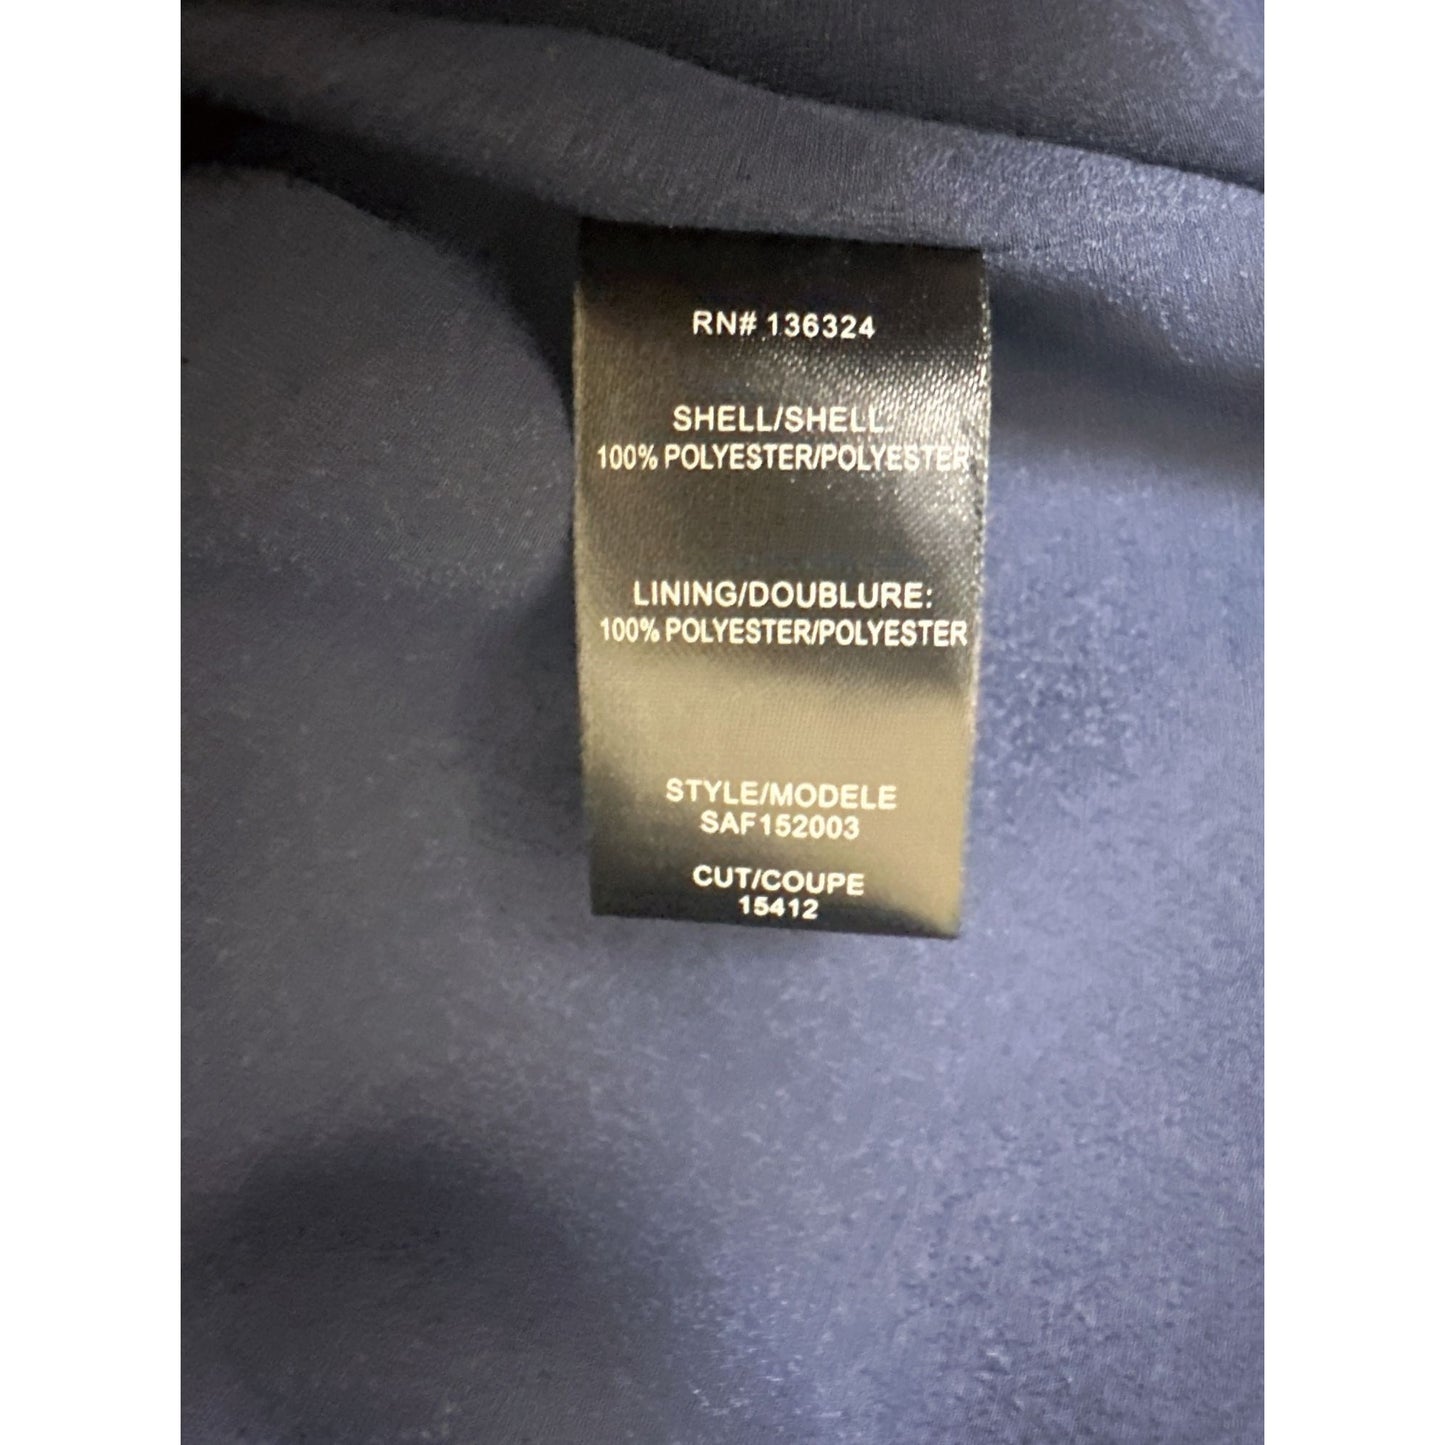 RN# 136324
SHELL/SHELL:
100% POLYESTER/POLYESTER
LINING/DOUBLURE:
100% POLYESTER/POLYESTER
STYLE/MODELE
SAF152003
CUT/COUPE
15412